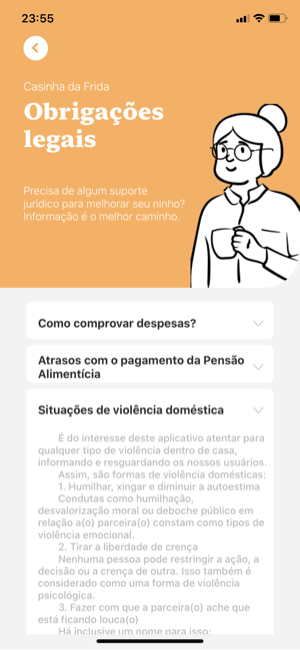 23:55
Casinha da Frida
Obrigações
legais
Precisa de algum suporte
jurídico para melhorar seu ninho?
Informação é o melhor caminho.
Como comprovar despesas?
Atrasos com o pagamento da Pensão
Alimentícia
Situações de violência doméstica
É do interesse deste aplicativo atentar para
qualquer tipo de violência dentro de casa,
informando e resguardando os nossos usuários.
Assim, são formas de violência domésticas:
1. Humilhar, xingar e diminuir a autoestima
Condutas como humilhação,
desvalorização moral ou deboche público em
relação a(o) parceira(o) constam como tipos de
violência emocional.
2. Tirar a liberdade de crença
Nenhuma pessoa pode restringir a ação, a
decisão ou a crença de outra. Isso também é
considerado como uma forma de violência
psicológica.
3. Fazer com que a parceira(o) ache que
está ficando louca(o)
Há inclusive um nome para isso: